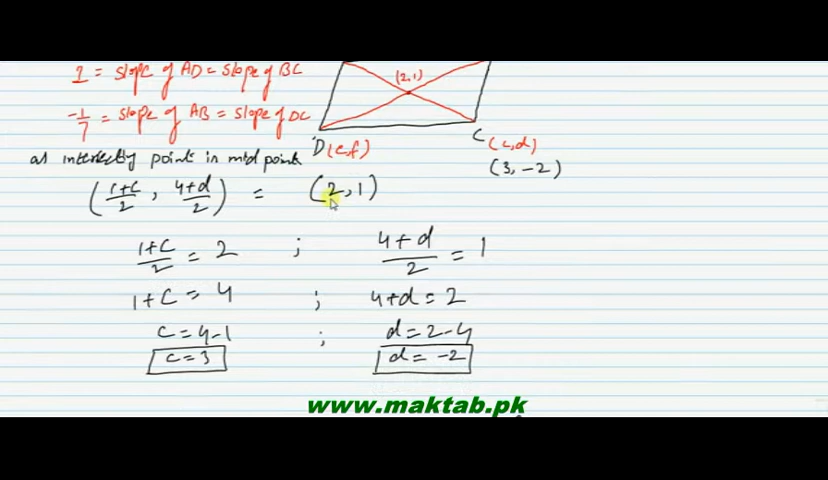 1 = slope of AD = slope of BC
(2,1)
-1/7 = slope of AB = slope of DC
D(e,f)
C(c,d)
as intersecting point is mid point
(3,-2)
((1+c)/2 , (4+d)/2) = (2,1)
(1+c)/2 = 2 ; (4+d)/2 = 1
1+c = 4 ; 4+d = 2
c = 4-1 ; d = 2-4
c = 3 d = -2
www.maktab.pk